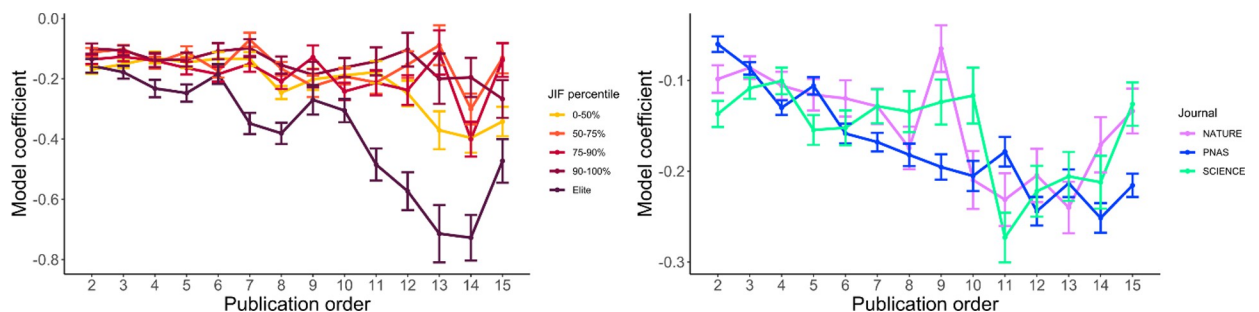 0.0
-0.2
-0.4
-0.6
-0.8
Model coefficient
2 3 4 5 6 7 8 9 10 11 12 13 14 15
Publication order
JIF percentile
0-50%
50-75%
75-90%
90-100%
Elite
-0.1
-0.2
-0.3
Model coefficient
2 3 4 5 6 7 8 9 10 11 12 13 14 15
Publication order
Journal
NATURE
PNAS
SCIENCE